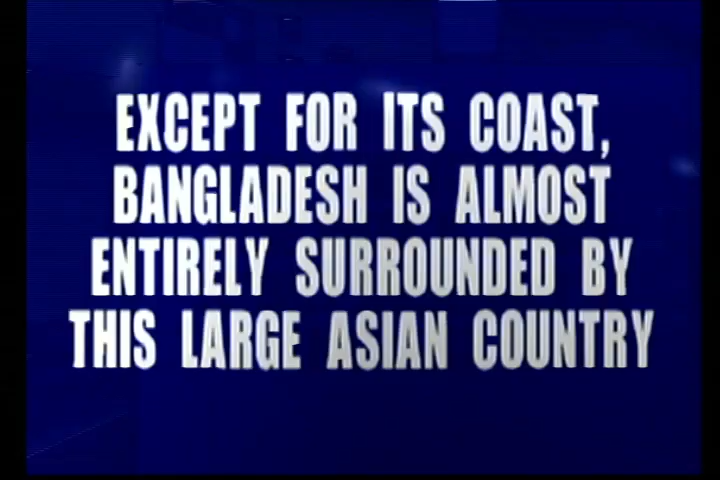 EXCEPT FOR ITS COAST,
BANGLADESH IS ALMOST
ENTIRELY SURROUNDED BY
THIS LARGE ASIAN COUNTRY